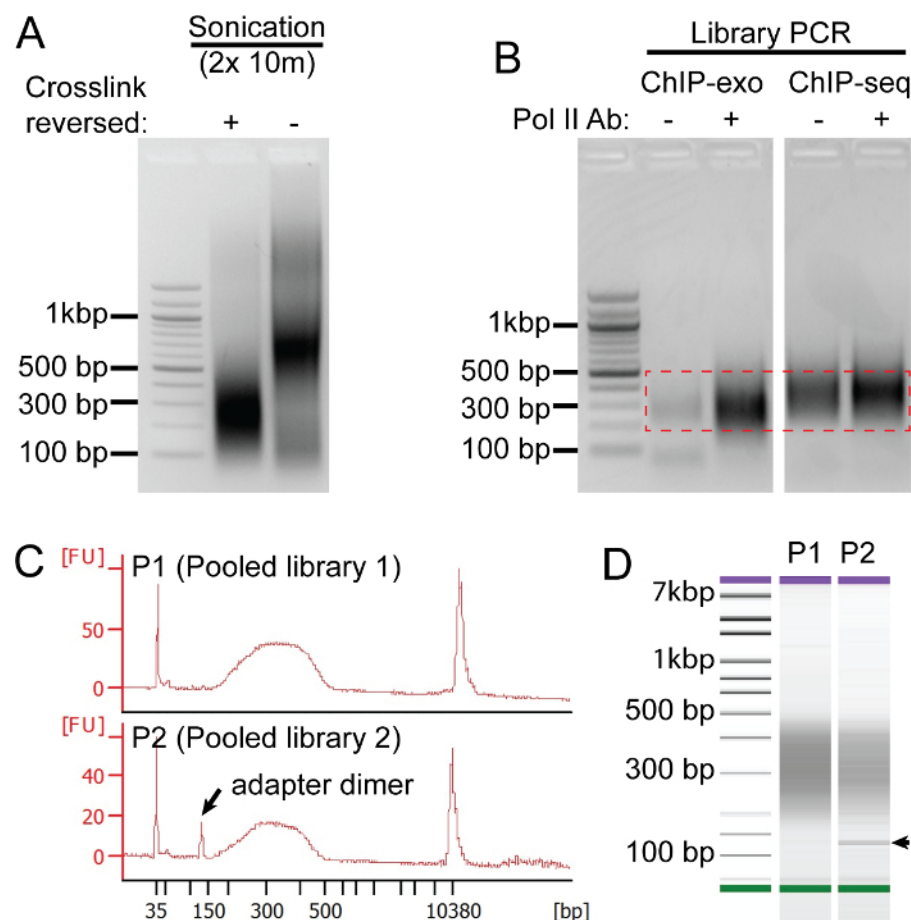 A
Sonication
(2x 10m)
Crosslink
reversed: + -
1kbp
500 bp
300 bp
100 bp
B
Library PCR
ChIP-exo ChIP-seq
Pol II Ab: - + - +
1kbp
500 bp
300 bp
100 bp
C
[FU] P1 (Pooled library 1)
50
0
[FU] P2 (Pooled library 2)
40
adapter dimer
20
0
35 150 300 500 10380 [bp]
D
P1 P2
7kbp
1kbp
500 bp
300 bp
100 bp